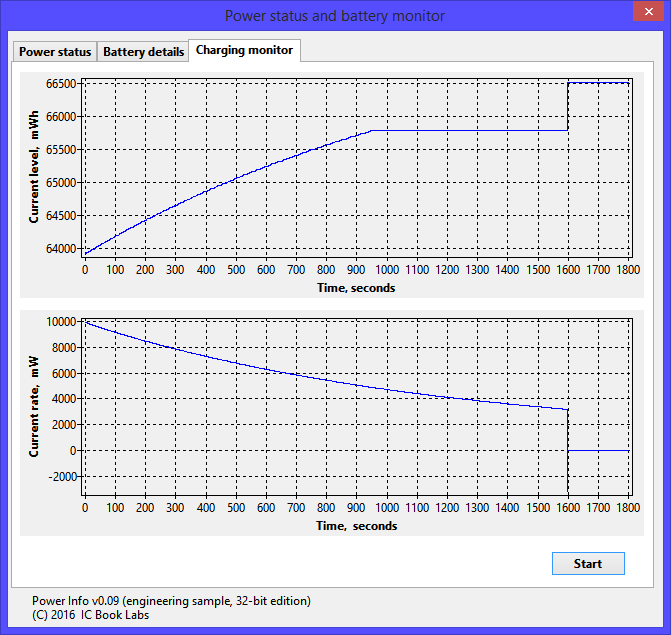 Power status and battery monitor
Power status
Battery details
Charging monitor
Current level, mWh
66500
66000
65500
65000
64500
64000
0 100 200 300 400 500 600 700 800 900 1000 1100 1200 1300 1400 1500 1600 1700 1800
Time, seconds
Current rate, mW
10000
8000
6000
4000
2000
0
-2000
0 100 200 300 400 500 600 700 800 900 1000 1100 1200 1300 1400 1500 1600 1700 1800
Time, seconds
Start
Power Info v0.09 (engineering sample, 32-bit edition)
(C) 2016 IC Book Labs